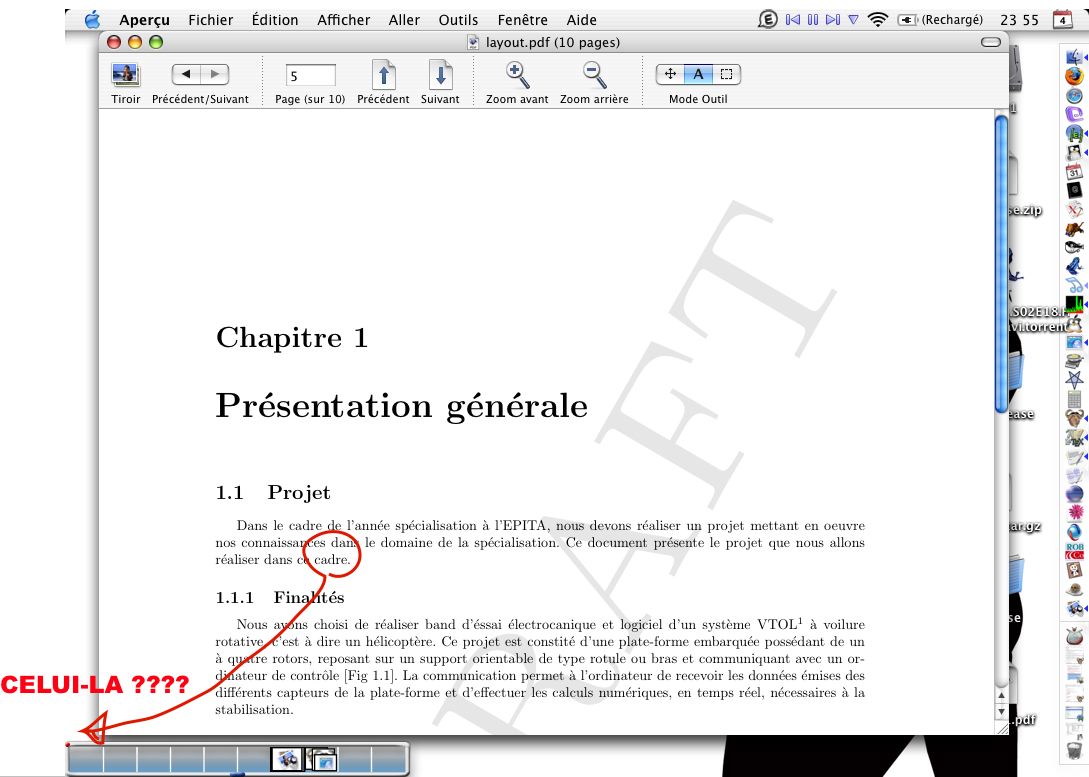 Aperçu Fichier Édition Afficher Aller Outils Fenêtre Aide (Rechargé) 23 55 4
layout.pdf (10 pages)
5 A
Tiroir Précédent/Suivant Page (sur 10) Précédent Suivant Zoom avant Zoom arrière Mode Outil
1
31
se.zip
DRAFT
.S02E18.
vi.torrent
Chapitre 1
Présentation générale
ease
1.1 Projet
Dans le cadre de l'année spécialisation à l'EPITA, nous devons réaliser un projet mettant en oeuvre
nos connaissances dans le domaine de la spécialisation. Ce document présente le projet que nous allons
réaliser dans ce cadre.
ar.gz
ROB
1.1.1 Finalités
Nous avons choisi de réaliser band d'éssai électrocanique et logiciel d'un système VTOL1 à voilure
rotative, c'est à dire un hélicoptère. Ce projet est constité d'une plate-forme embarquée possédant de un
à quatre rotors, reposant sur un support orientable de type rotule ou bras et communiquant avec un or-
dinateur de contrôle [Fig 1.1]. La communication permet à l'ordinateur de recevoir les données émises des
différents capteurs de la plate-forme et d'effectuer les calculs numériques, en temps réel, nécessaires à la
stabilisation.
se
CELUI-LA ????
.pdf